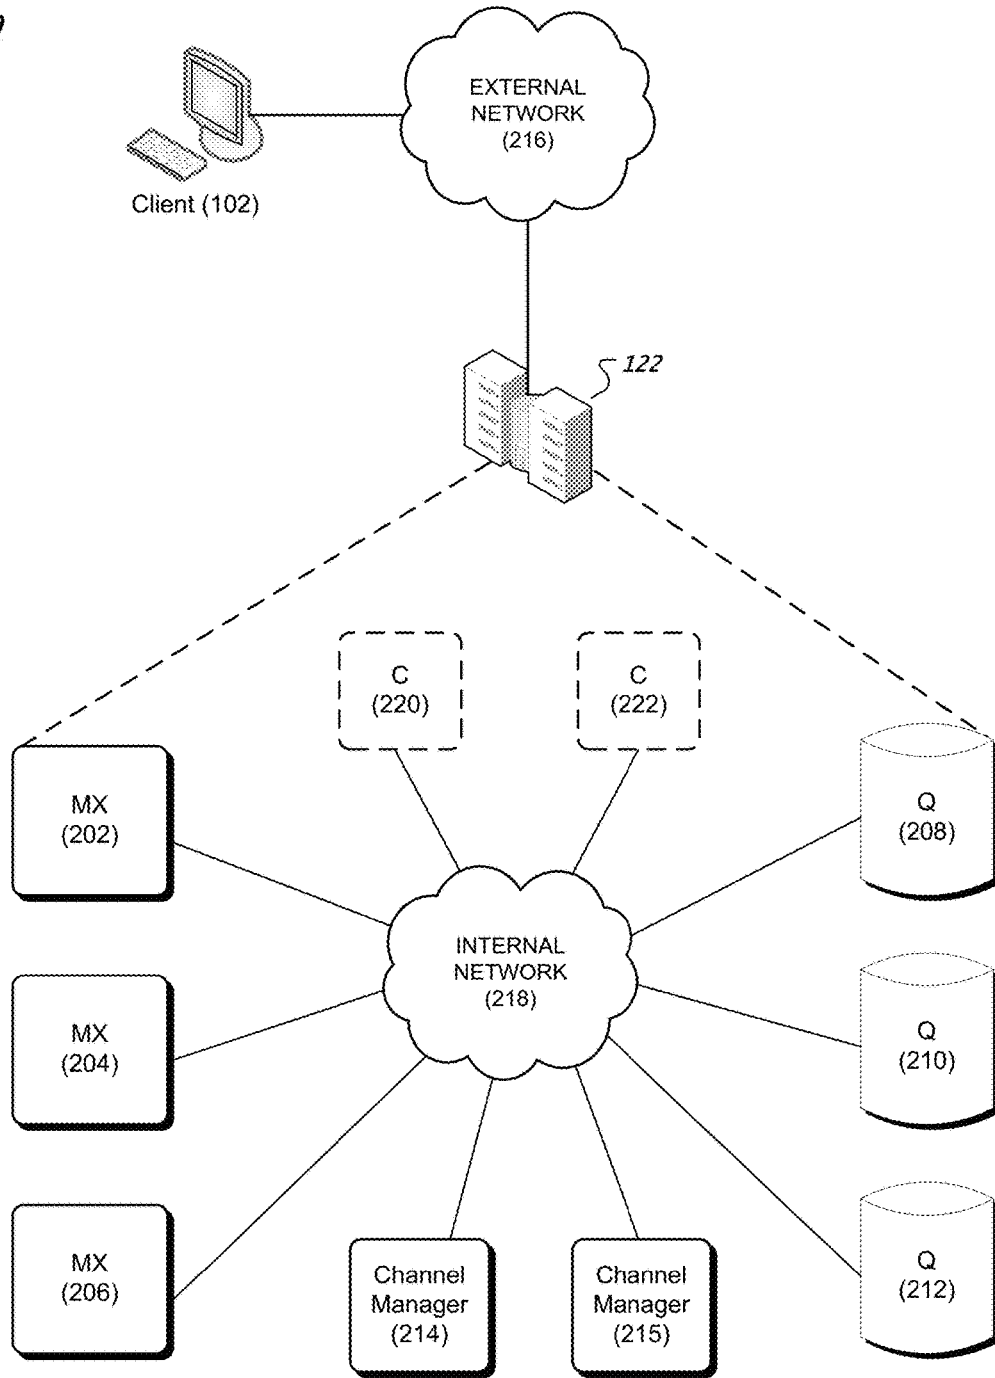 EXTERNAL
NETWORK
(216)
Client (102)
122
C
(220)
C
(222)
MX
(202)
Q
(208)
INTERNAL
NETWORK
(218)
MX
(204)
Q
(210)
MX
(206)
Channel
Manager
(214)
Channel
Manager
(215)
Q
(212)